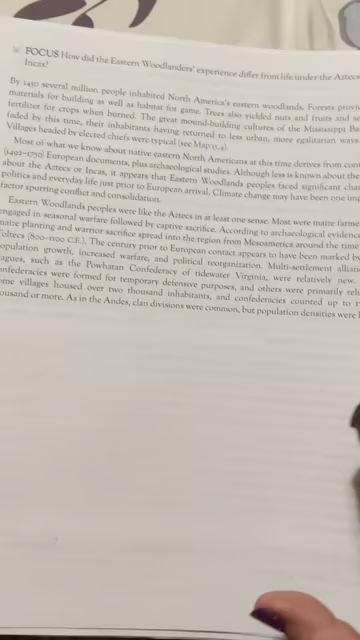 FOCUS How did the Eastern Woodlanders' experience differ from life under the Aztecs
Incas?
By 1450 several million people inhabited North America's eastern woodlands. Forests provi
materials for building as well as habitat for game. Trees also yielded nuts and fruits and se
fertilizer for crops when burned. The great mound-building cultures of the Mississippi Ba
faded by this time, their inhabitants having returned to less urban, more egalitarian ways
Villages headed by elected chiefs were typical (see Map 15.4).
Most of what we know about native eastern North Americans at this time derives from con
(1492–1750) European documents, plus archaeological studies. Although less is known about the
about the Aztecs or Incas, it appears that Eastern Woodlands peoples faced significant cha
politics and everyday life just prior to European arrival. Climate change may have been one imp
factor spurring conflict and consolidation.
Eastern Woodlands peoples were like the Aztecs in at least one sense. Most were maize farme
engaged in seasonal warfare followed by captive sacrifice. According to archaeological evidence
maize planting and warrior sacrifice spread into the region from Mesoamerica around the time
Toltecs (800–1100 C.E.). The century prior to European contact appears to have been marked by
opulation growth, increased warfare, and political reorganization. Multi-settlement allian
agues, such as the Powhatan Confederacy of tidewater Virginia, were relatively new.
nfederacies were formed for temporary defensive purposes, and others were primarily reli
ome villages housed over two thousand inhabitants, and confederacies counted up to
ousand or more. As in the Andes, clan divisions were common, but population densities were